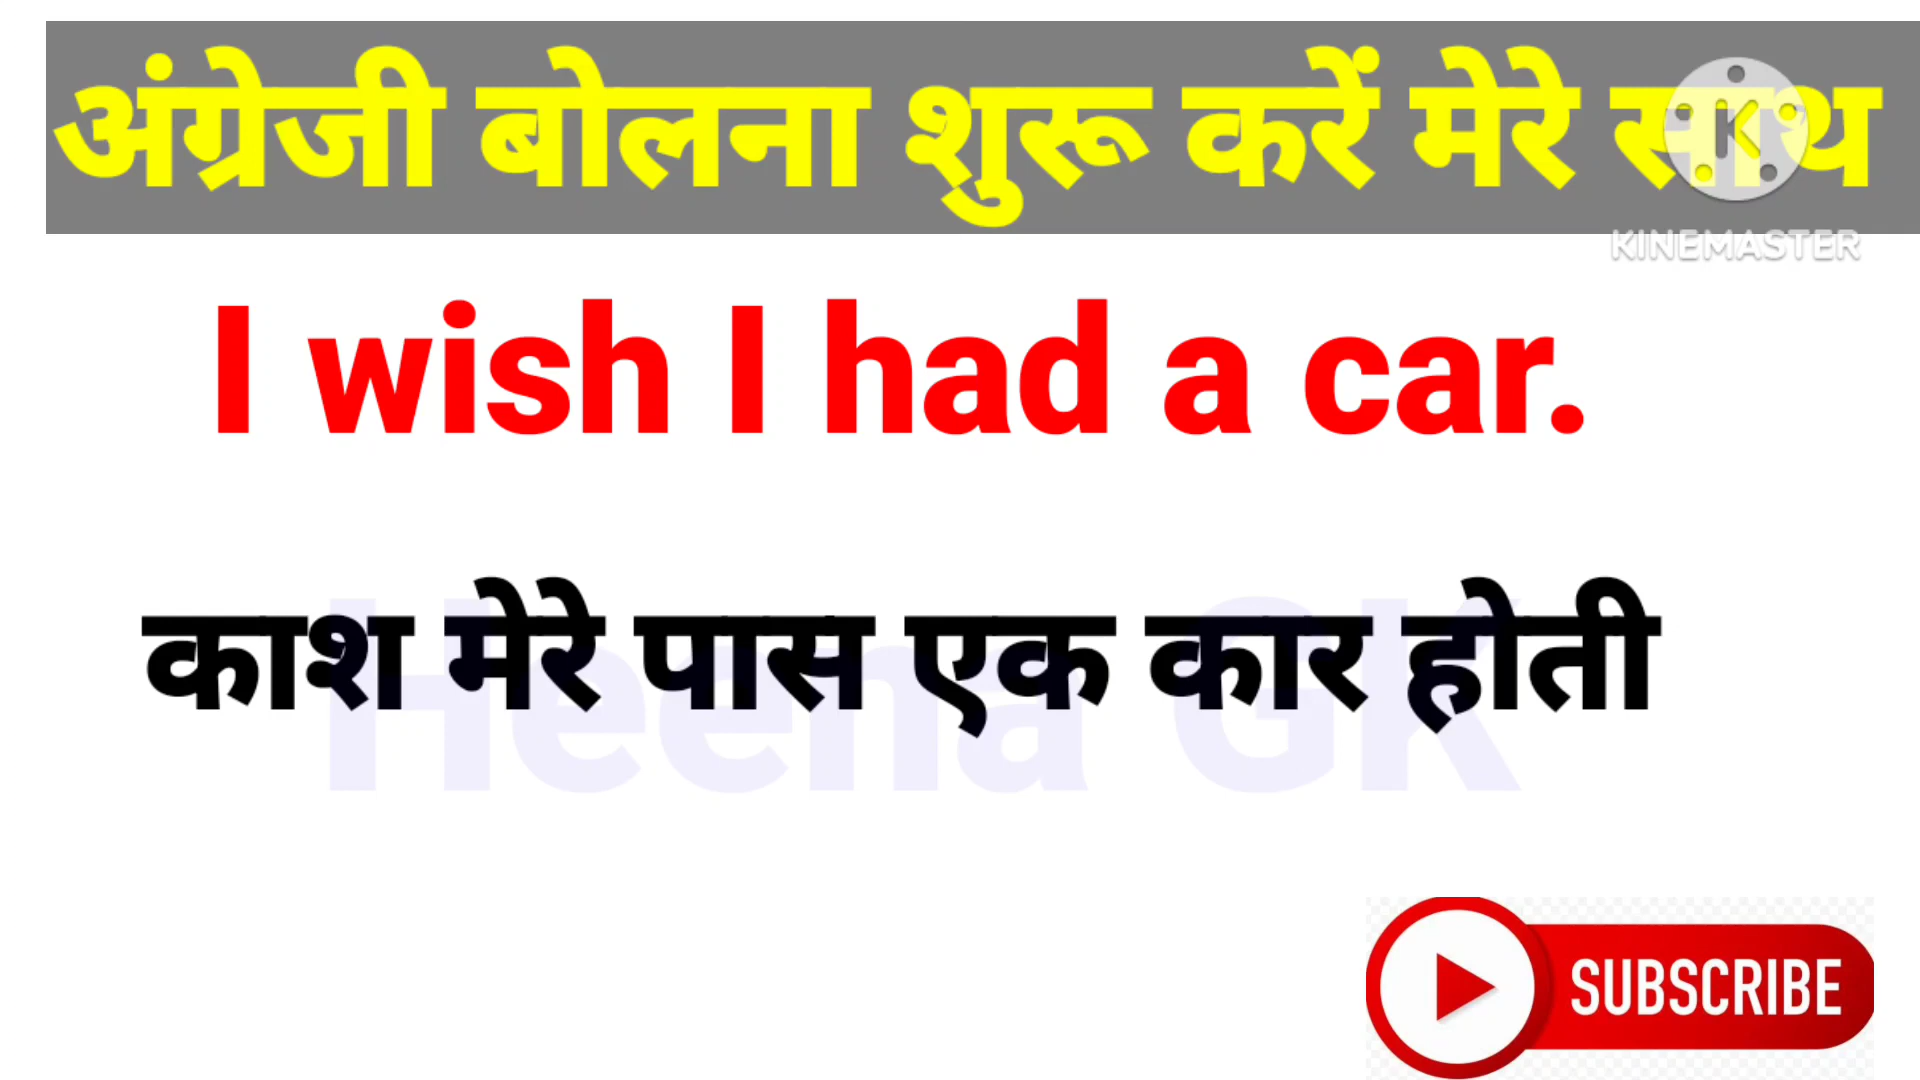 अंग्रेजी बोलना शुरू करें मेरे साथ
KINEMASTER
I wish I had a car.
काश मेरे पास एक कार होती
Heena GK
SUBSCRIBE